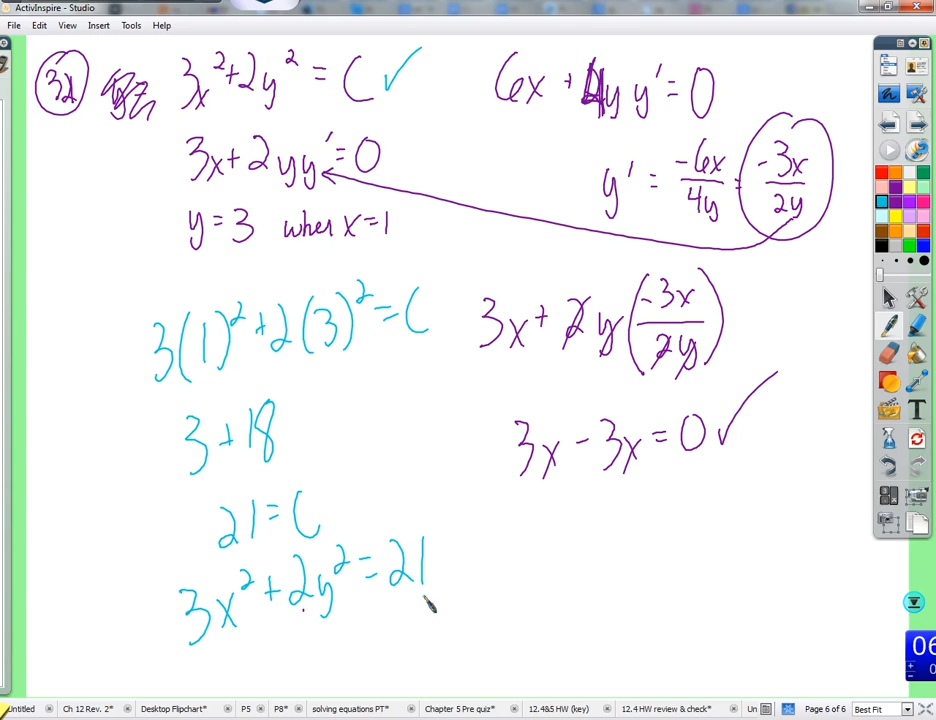 ActivInspire - Studio
File Edit View Insert Tools Help
32 3x² + 2y² = C ✓
3x + 2yy' = 0
y = 3 when x = 1
3(1)² + 2(3)² = C
3 + 18
21 = C
3x² + 2y² = 21
6x + 4y y' = 0
y' = -6x/4y = -3x/2y
3x + 2y(-3x/2y)
3x - 3x = 0 ✓
T
06
Untitled Ch 12 Rev. 2* Desktop Flipchart* P5 P8* solving equations PT* Chapter 5 Pre quiz* 12.4&5 HW (key) 12.4 HW review & check* Un Page 6 of 6 Best Fit